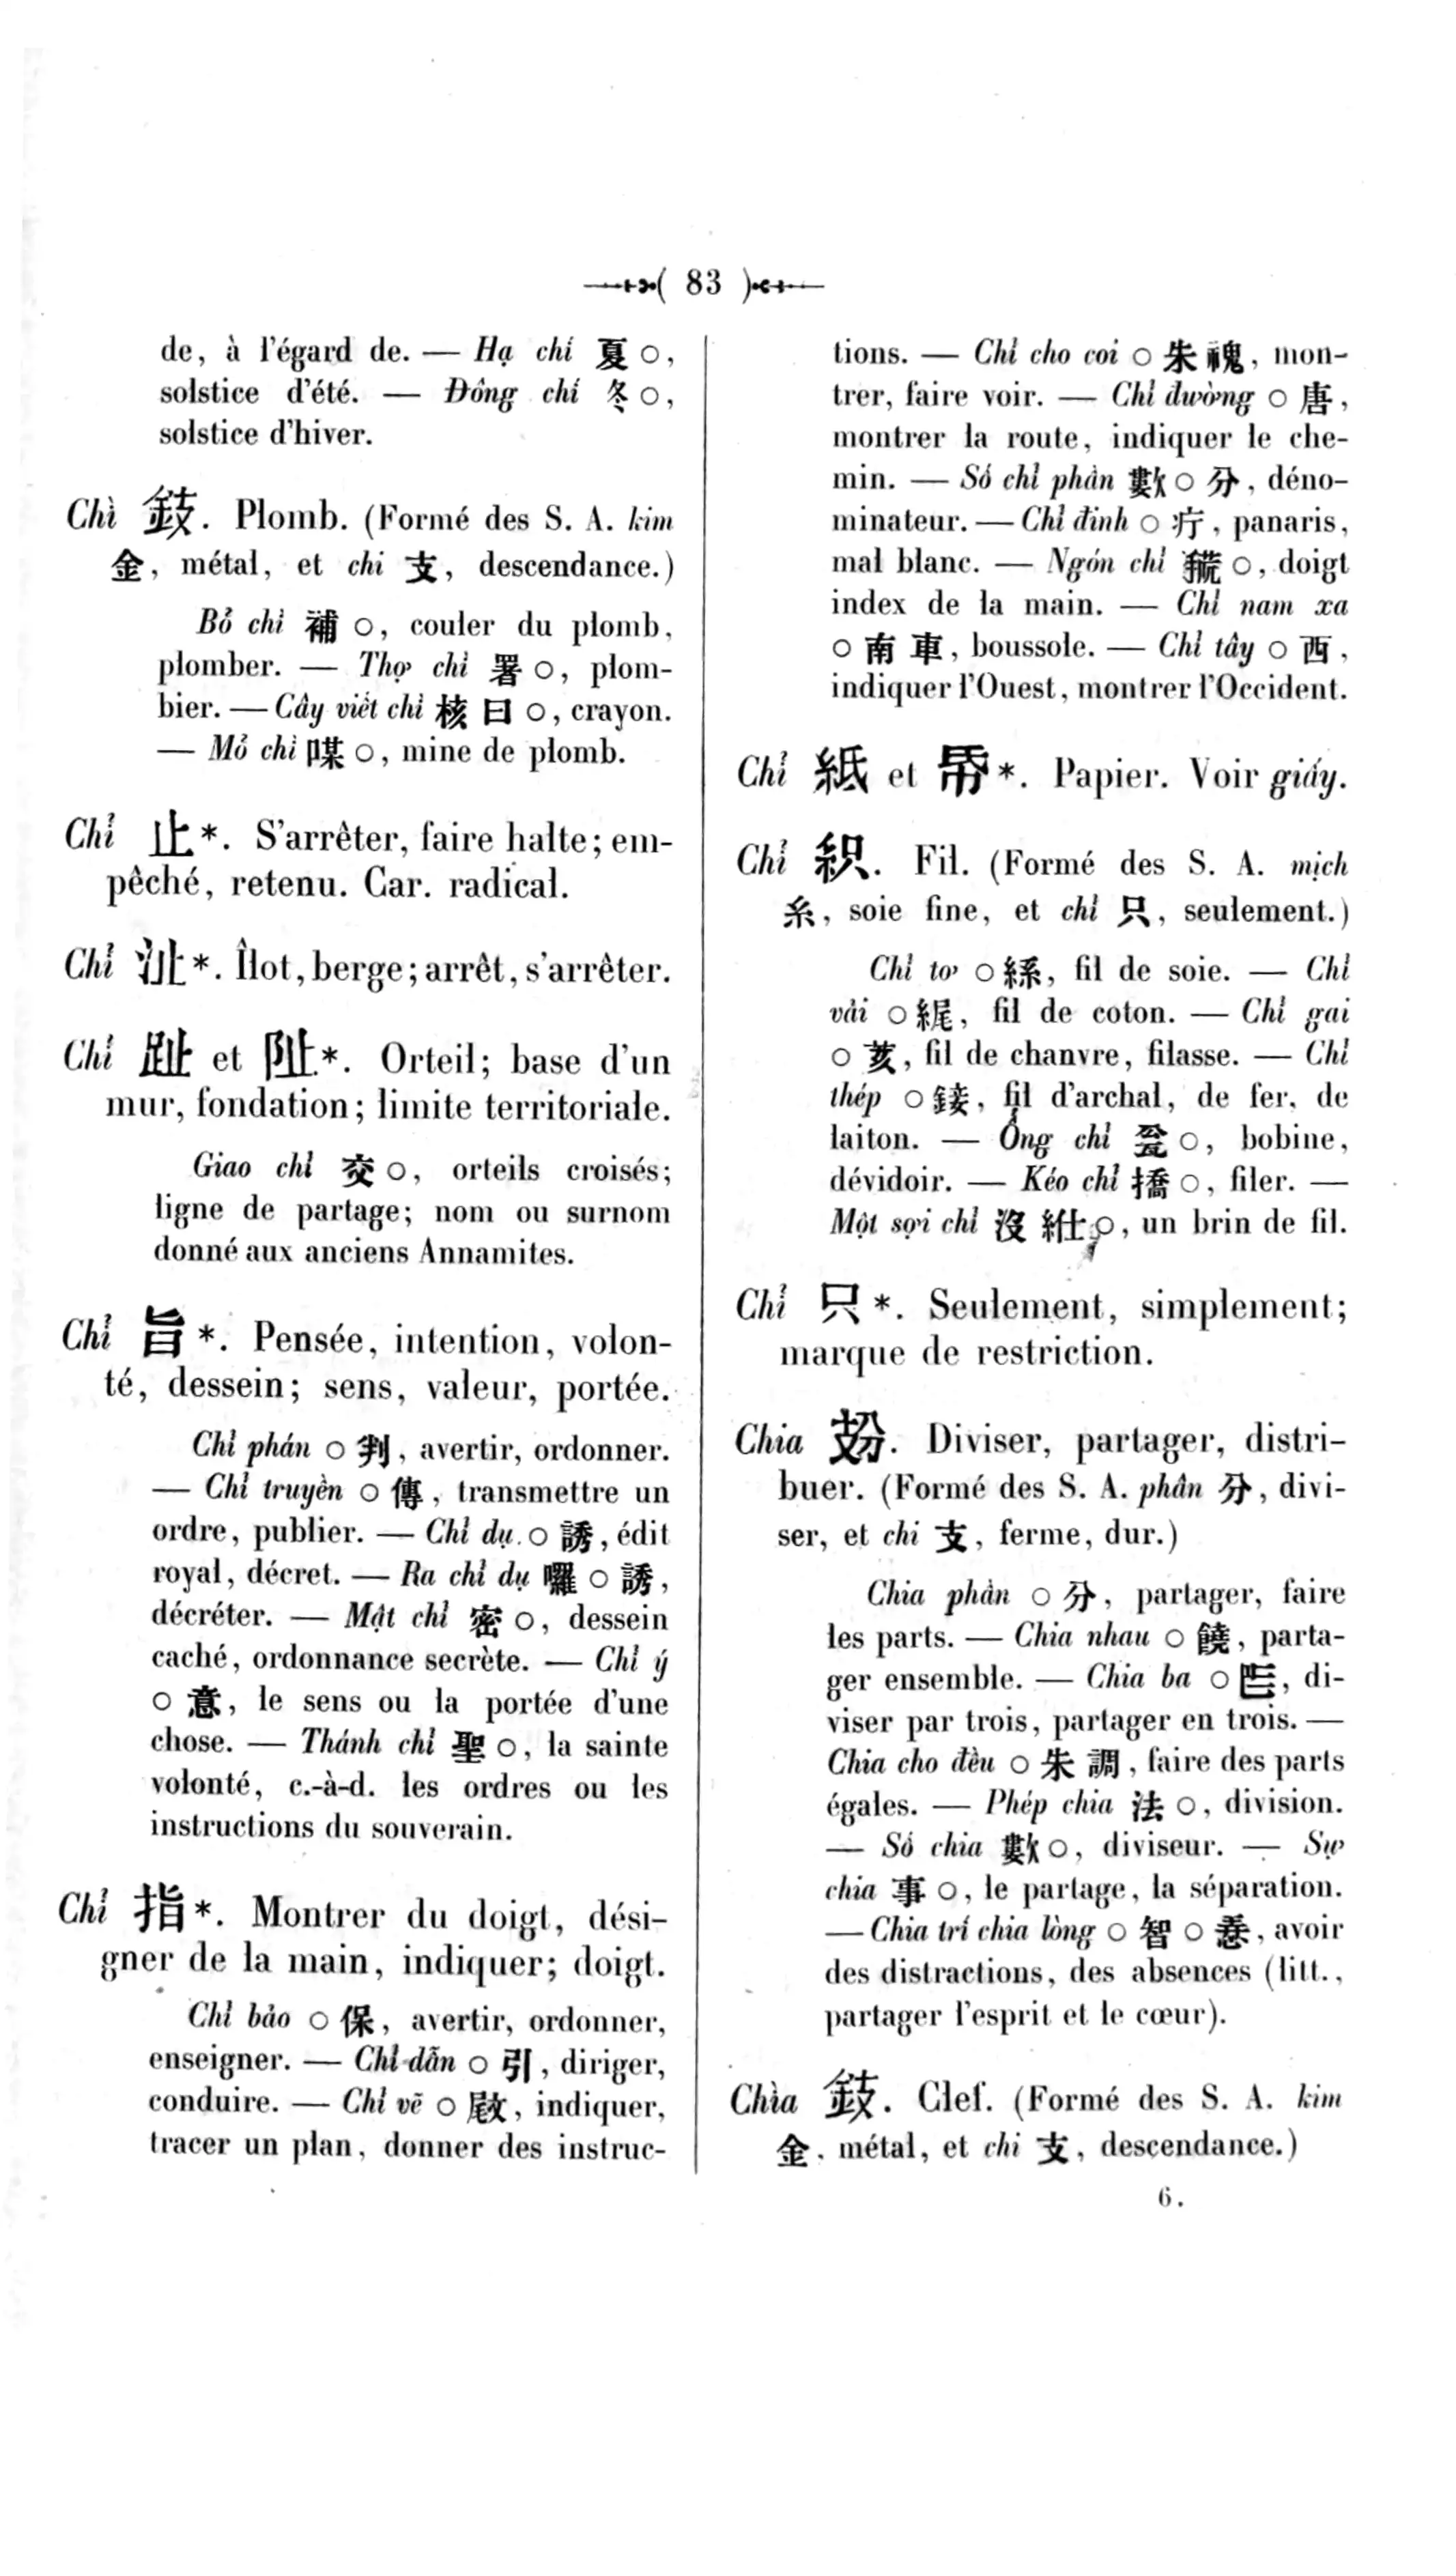 ( 83 )
de, à l'égard de. — Hạ chí 夏 ○,
solstice d'été. — Đông chí 冬 ○,
solstice d'hiver.
Chì 鈘. Plomb. (Formé des S. A. kim
金, métal, et chi 支, descendance.)
Bỏ chì 補 ○, couler du plomb,
plomber. — Thợ chì 署 ○, plom-
bier. — Cây viết chì 核曰 ○, crayon.
— Mỏ chì 㖼 ○, mine de plomb.
Chỉ 止*. S'arrêter, faire halte; em-
pêché, retenu. Car. radical.
Chỉ 沚*. Îlot, berge; arrêt, s'arrêter.
Chỉ 趾 et 阯*. Orteil; base d'un
mur, fondation; limite territoriale.
Giao chỉ 交 ○, orteils croisés;
ligne de partage; nom ou surnom
donné aux anciens Annamites.
Chỉ 旨*. Pensée, intention, volon-
té, dessein; sens, valeur, portée.
Chỉ phán ○ 判, avertir, ordonner.
— Chỉ truyền ○ 傳, transmettre un
ordre, publier. — Chỉ dụ ○ 誘, édit
royal, décret. — Ra chỉ dụ 囉 ○ 誘,
décréter. — Mật chỉ 密 ○, dessein
caché, ordonnance secrète. — Chỉ ý
○ 意, le sens ou la portée d'une
chose. — Thánh chỉ 聖 ○, la sainte
volonté, c.-à-d. les ordres ou les
instructions du souverain.
Chỉ 指*. Montrer du doigt, dési-
gner de la main, indiquer; doigt.
Chỉ bảo ○ 保, avertir, ordonner,
enseigner. — Chỉ dẫn ○ 引, diriger,
conduire. — Chỉ vẽ ○, indiquer,
tracer un plan, donner des instruc-
tions. — Chỉ cho coi ○ 朱, mon-
trer, faire voir. — Chỉ đường ○ 唐,
montrer la route, indiquer le che-
min. — Số chỉ phân 數 ○ 分, déno-
minateur. — Chỉ đinh ○ 疔, panaris,
mal blanc. — Ngón chỉ ○, doigt
index de la main. — Chỉ nam xa
○ 南車, boussole. — Chỉ tây ○ 西,
indiquer l'Ouest, montrer l'Occident.
Chỉ 紙 et 帋*. Papier. Voir giấy.
Chỉ 織. Fil. (Formé des S. A. mịch
糸, soie fine, et chỉ 只, seulement.)
Chỉ tơ ○ 絲, fil de soie. — Chỉ
vải ○ 緹, fil de coton. — Chỉ gai
○ 荄, fil de chanvre, filasse. — Chỉ
thép ○, fil d'archal, de fer, de
laiton. — Ống chỉ 瓮 ○, bobine,
dévidoir. — Kéo chỉ 撟 ○, filer. —
Một sợi chỉ 沒 ○, un brin de fil.
Chỉ 只*. Seulement, simplement;
marque de restriction.
Chia 𢺹. Diviser, partager, distri-
buer. (Formé des S. A. phân 分, divi-
ser, et chi 支, ferme, dur.)
Chia phân ○ 分, partager, faire
les parts. — Chia nhau ○ 饒, parta-
ger ensemble. — Chia ba ○ 𠀧, di-
viser par trois, partager en trois. —
Chia cho đều ○ 朱調, faire des parts
égales. — Phép chia 法 ○, division.
— Số chia 數 ○, diviseur. — Sự
chia 事 ○, le partage, la séparation.
— Chia trí chia lòng ○ 智 ○, avoir
des distractions, des absences (litt.,
partager l'esprit et le cœur).
Chìa 鈘. Clef. (Formé des S. A. kim
金, métal, et chi 支, descendance.)
6.